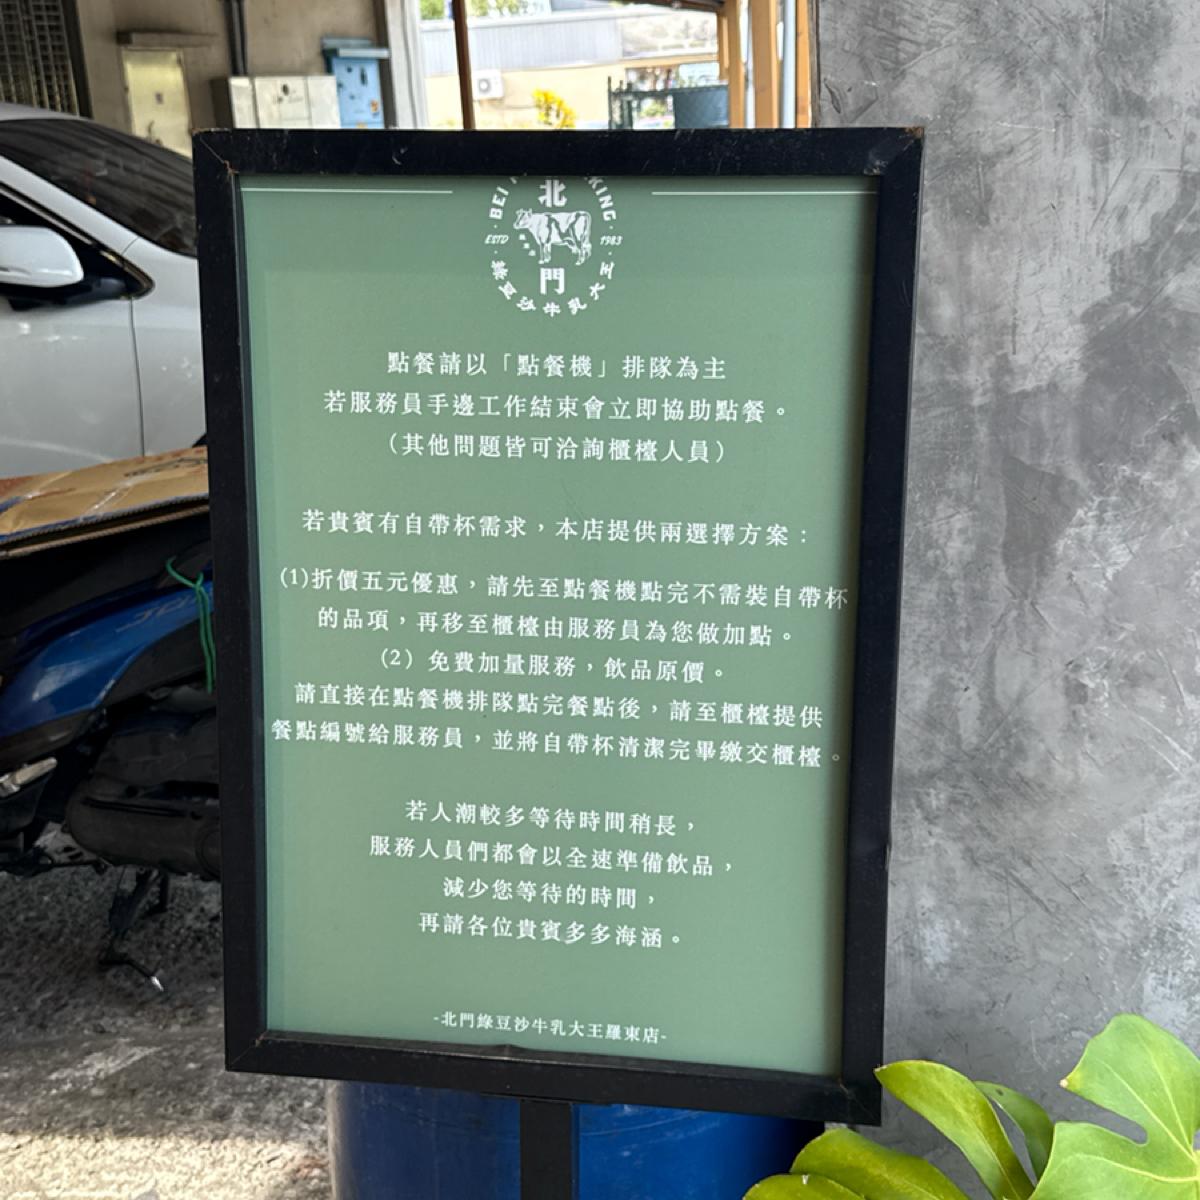 BEI KING
北
ESTD 1983
門
綠豆沙牛乳大王
點餐請以「點餐機」排隊為主
若服務員手邊工作結束會立即協助點餐。
（其他問題皆可洽詢櫃檯人員）
若貴賓有自帶杯需求，本店提供兩選擇方案：
(1)折價五元優惠，請先至點餐機點完不需裝自帶杯
的品項，再移至櫃檯由服務員為您做加點。
(2) 免費加量服務，飲品原價。
請直接在點餐機排隊點完餐點後，請至櫃檯提供
餐點編號給服務員，並將自帶杯清潔完畢繳交櫃檯。
若人潮較多等待時間稍長，
服務人員們都會以全速準備飲品，
減少您等待的時間，
再請各位貴賓多多海涵。
-北門綠豆沙牛乳大王羅東店-